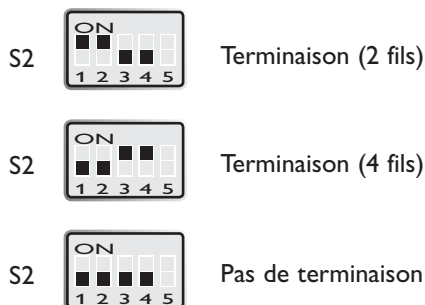 ON
S2 Terminaison (2 fils)
1 2 3 4 5
ON
S2 Terminaison (4 fils)
1 2 3 4 5
ON
S2 Pas de terminaison
1 2 3 4 5